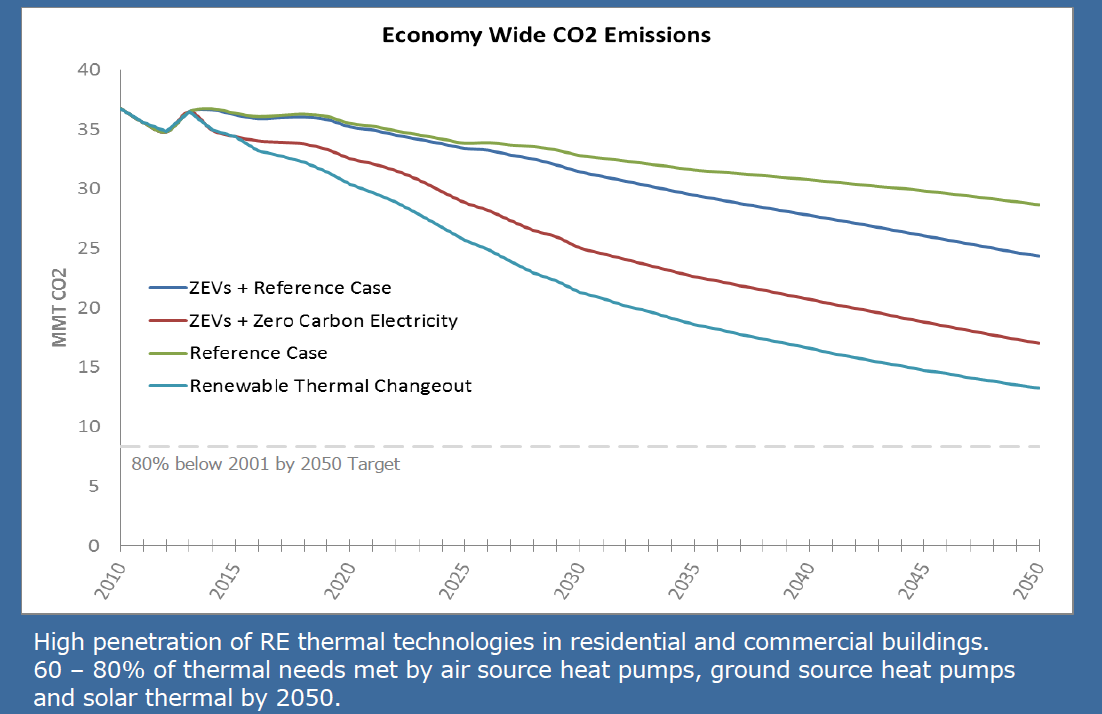 Economy Wide CO2 Emissions
40
35
30
25
20
15
10
5
0
MMT CO2
ZEVs + Reference Case
ZEVs + Zero Carbon Electricity
Reference Case
Renewable Thermal Changeout
80% below 2001 by 2050 Target
2010
2015
2020
2025
2030
2035
2040
2045
2050
High penetration of RE thermal technologies in residential and commercial buildings.
60 – 80% of thermal needs met by air source heat pumps, ground source heat pumps
and solar thermal by 2050.